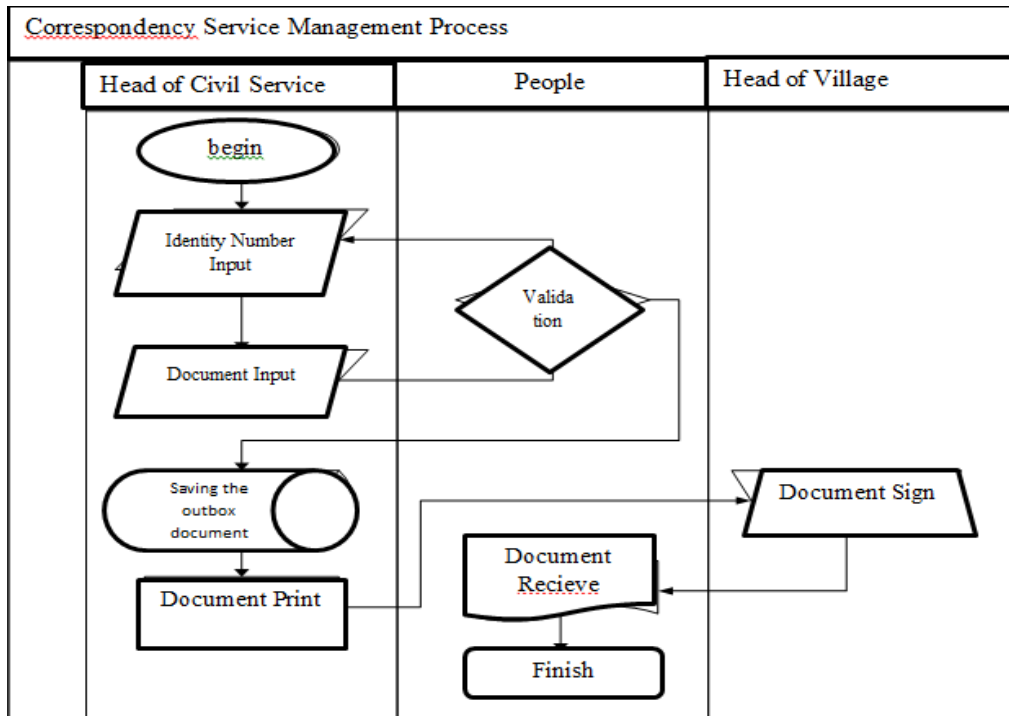 Correspondency Service Management Process
Head of Civil Service
People
Head of Village
begin
Identity Number
Input
Valida
tion
Document Input
Saving the
outbox
document
Document Sign
Document
Recieve
Document Print
Finish